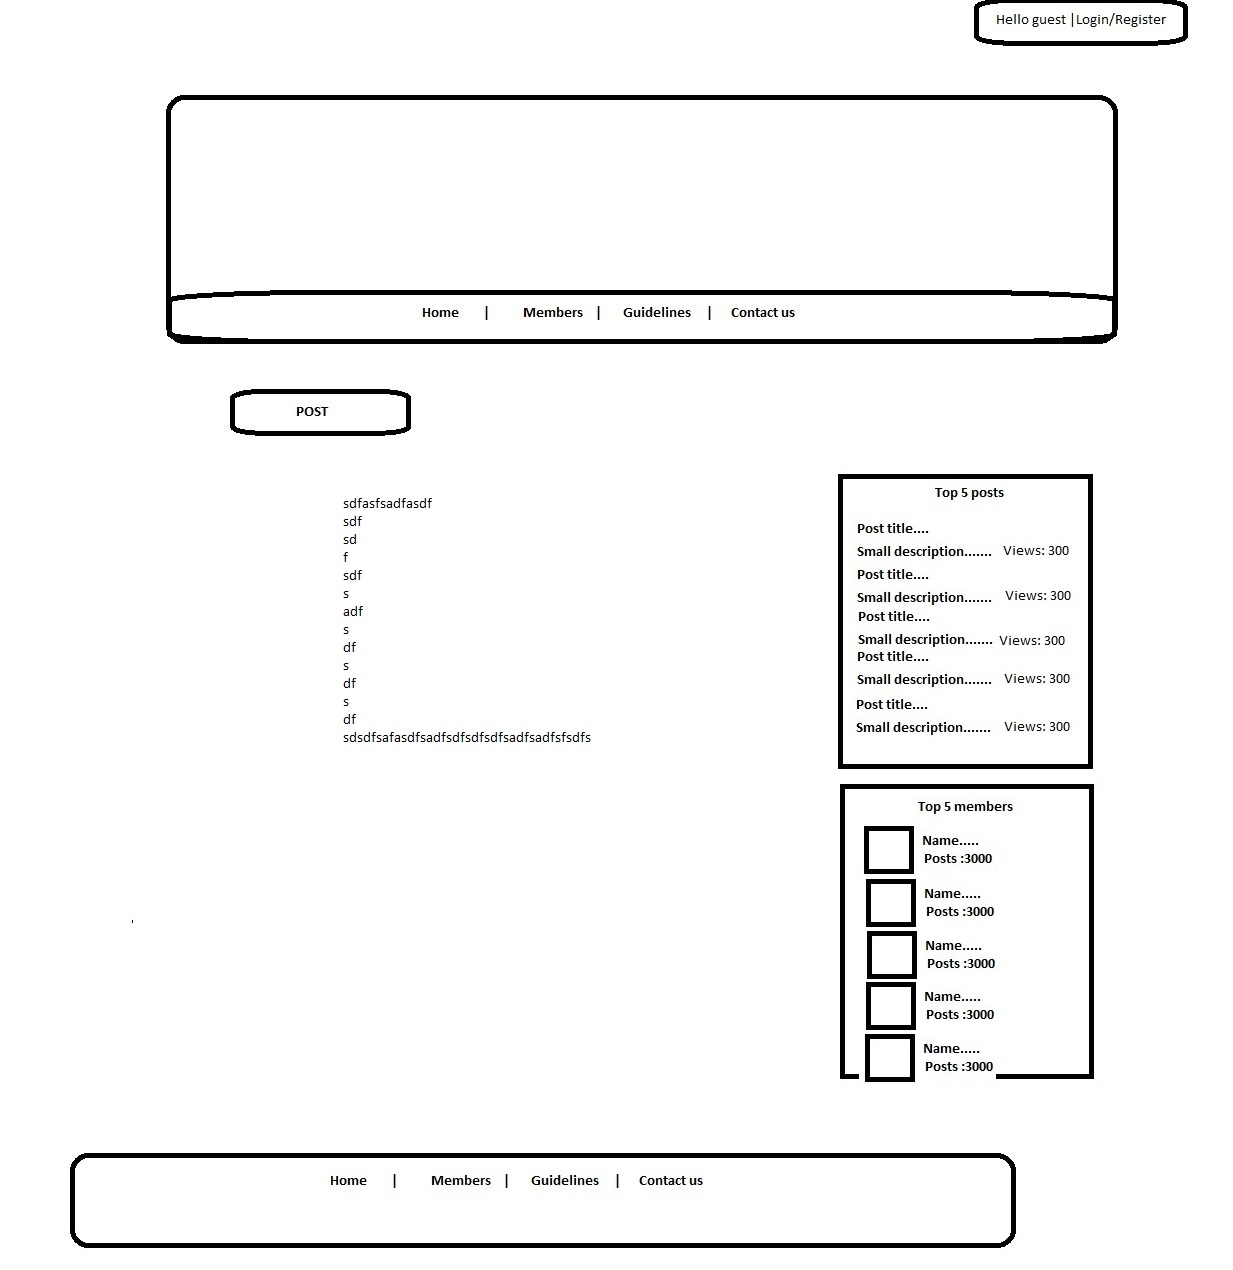 Hello guest |Login/Register
Home | Members | Guidelines | Contact us
POST
sdfasfsadfasdf
sdf
sd
f
sdf
s
adf
s
df
s
df
s
df
sdsdfsafasdfsadfsdfsdfsdfsadfsadfsfsdfs
Top 5 posts
Post title....
Small description....... Views: 300
Post title....
Small description....... Views: 300
Post title....
Small description....... Views: 300
Post title....
Small description....... Views: 300
Post title....
Small description....... Views: 300
Top 5 members
Name.....
Posts :3000
Name.....
Posts :3000
Name.....
Posts :3000
Name.....
Posts :3000
Name.....
Posts :3000
Home | Members | Guidelines | Contact us